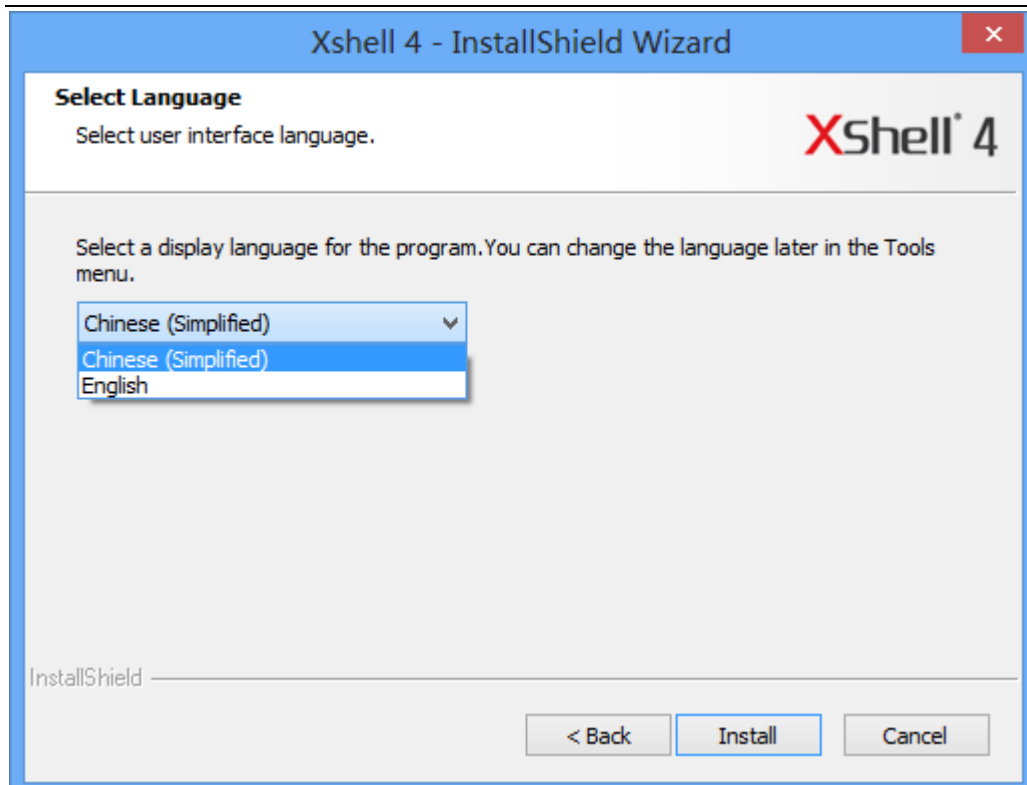 Xshell 4 - InstallShield Wizard
Select Language
Select user interface language.
Xshell 4
Select a display language for the program.You can change the language later in the Tools
menu.
Chinese (Simplified)
Chinese (Simplified)
English
InstallShield
< Back Install Cancel